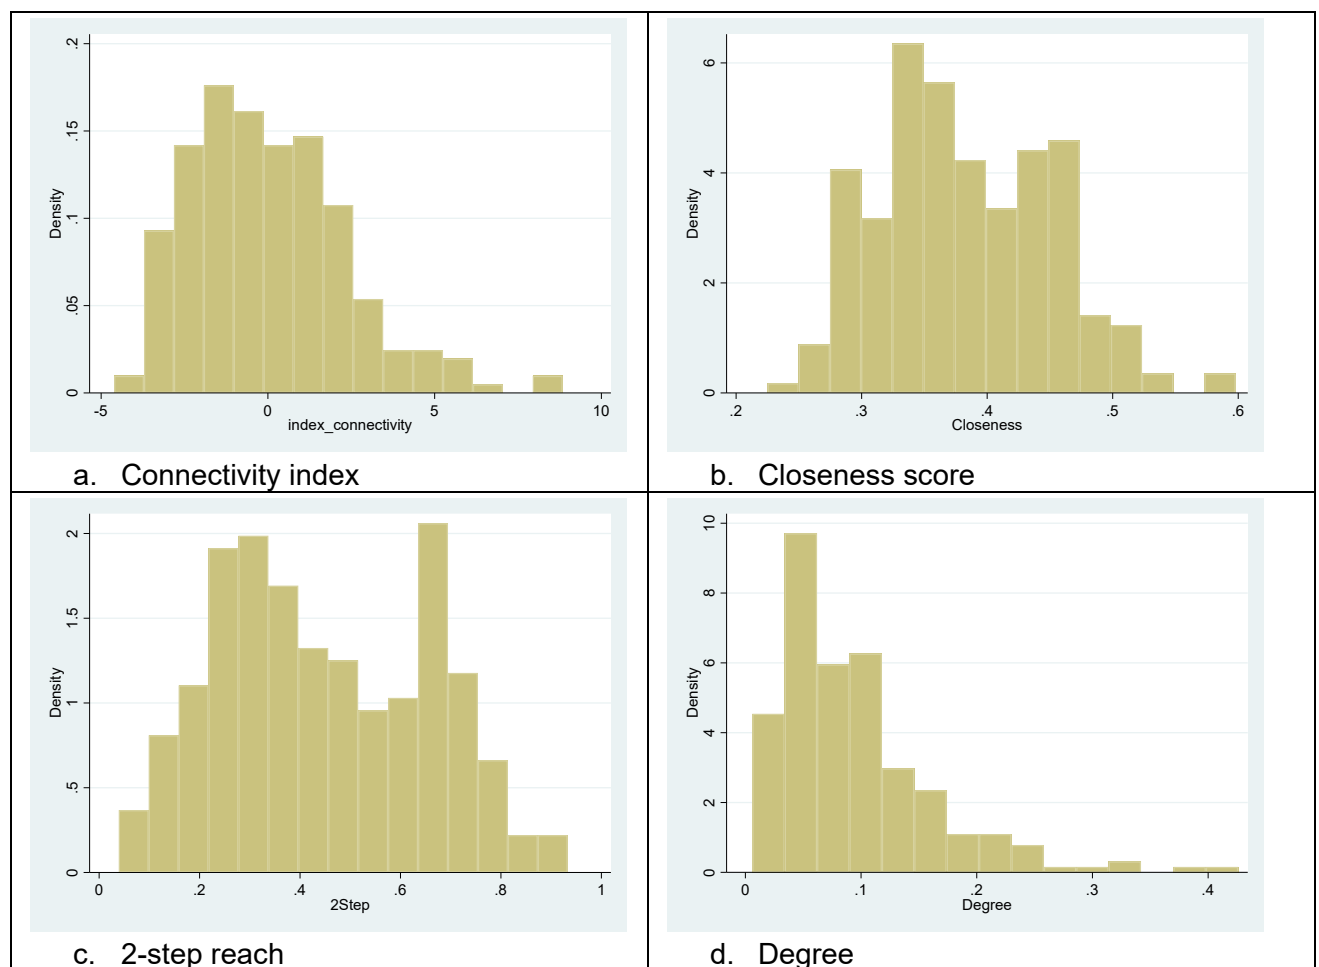 Density
0
.05
.1
.15
.2
-5 0 5 10
index_connectivity
a. Connectivity index
Density
0
2
4
6
.2 .3 .4 .5 .6
Closeness
b. Closeness score
Density
0
.5
1
1.5
2
0 .2 .4 .6 .8 1
2Step
c. 2-step reach
Density
0
2
4
6
8
10
0 .1 .2 .3 .4
Degree
d. Degree